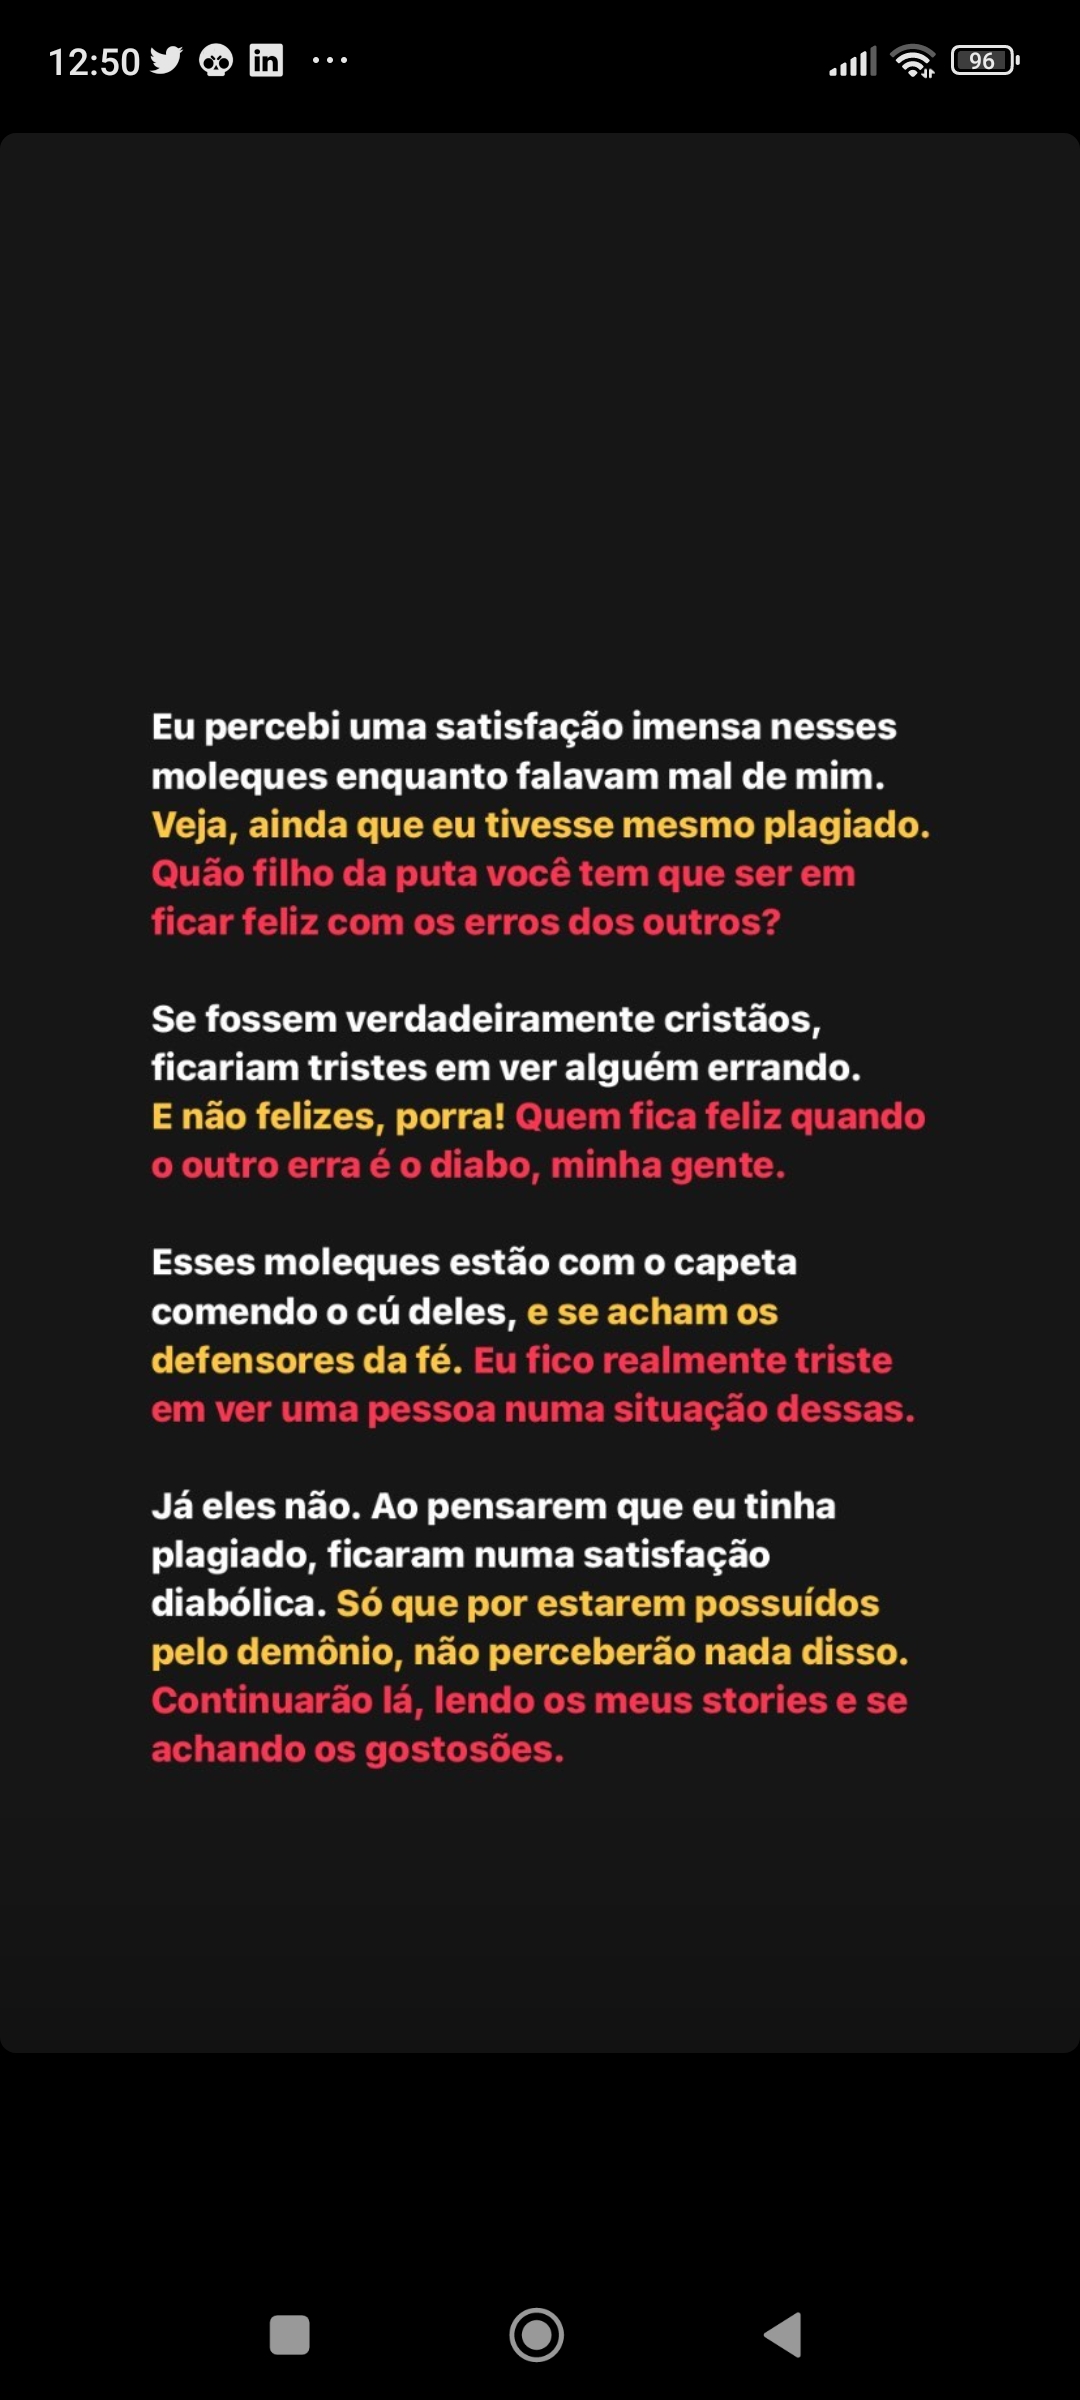 12:50
96
Eu percebi uma satisfação imensa nesses
moleques enquanto falavam mal de mim.
Veja, ainda que eu tivesse mesmo plagiado.
Quão filho da puta você tem que ser em
ficar feliz com os erros dos outros?
Se fossem verdadeiramente cristãos,
ficariam tristes em ver alguém errando.
E não felizes, porra! Quem fica feliz quando
o outro erra é o diabo, minha gente.
Esses moleques estão com o capeta
comendo o cú deles, e se acham os
defensores da fé. Eu fico realmente triste
em ver uma pessoa numa situação dessas.
Já eles não. Ao pensarem que eu tinha
plagiado, ficaram numa satisfação
diabólica. Só que por estarem possuídos
pelo demônio, não perceberão nada disso.
Continuarão lá, lendo os meus stories e se
achando os gostosões.